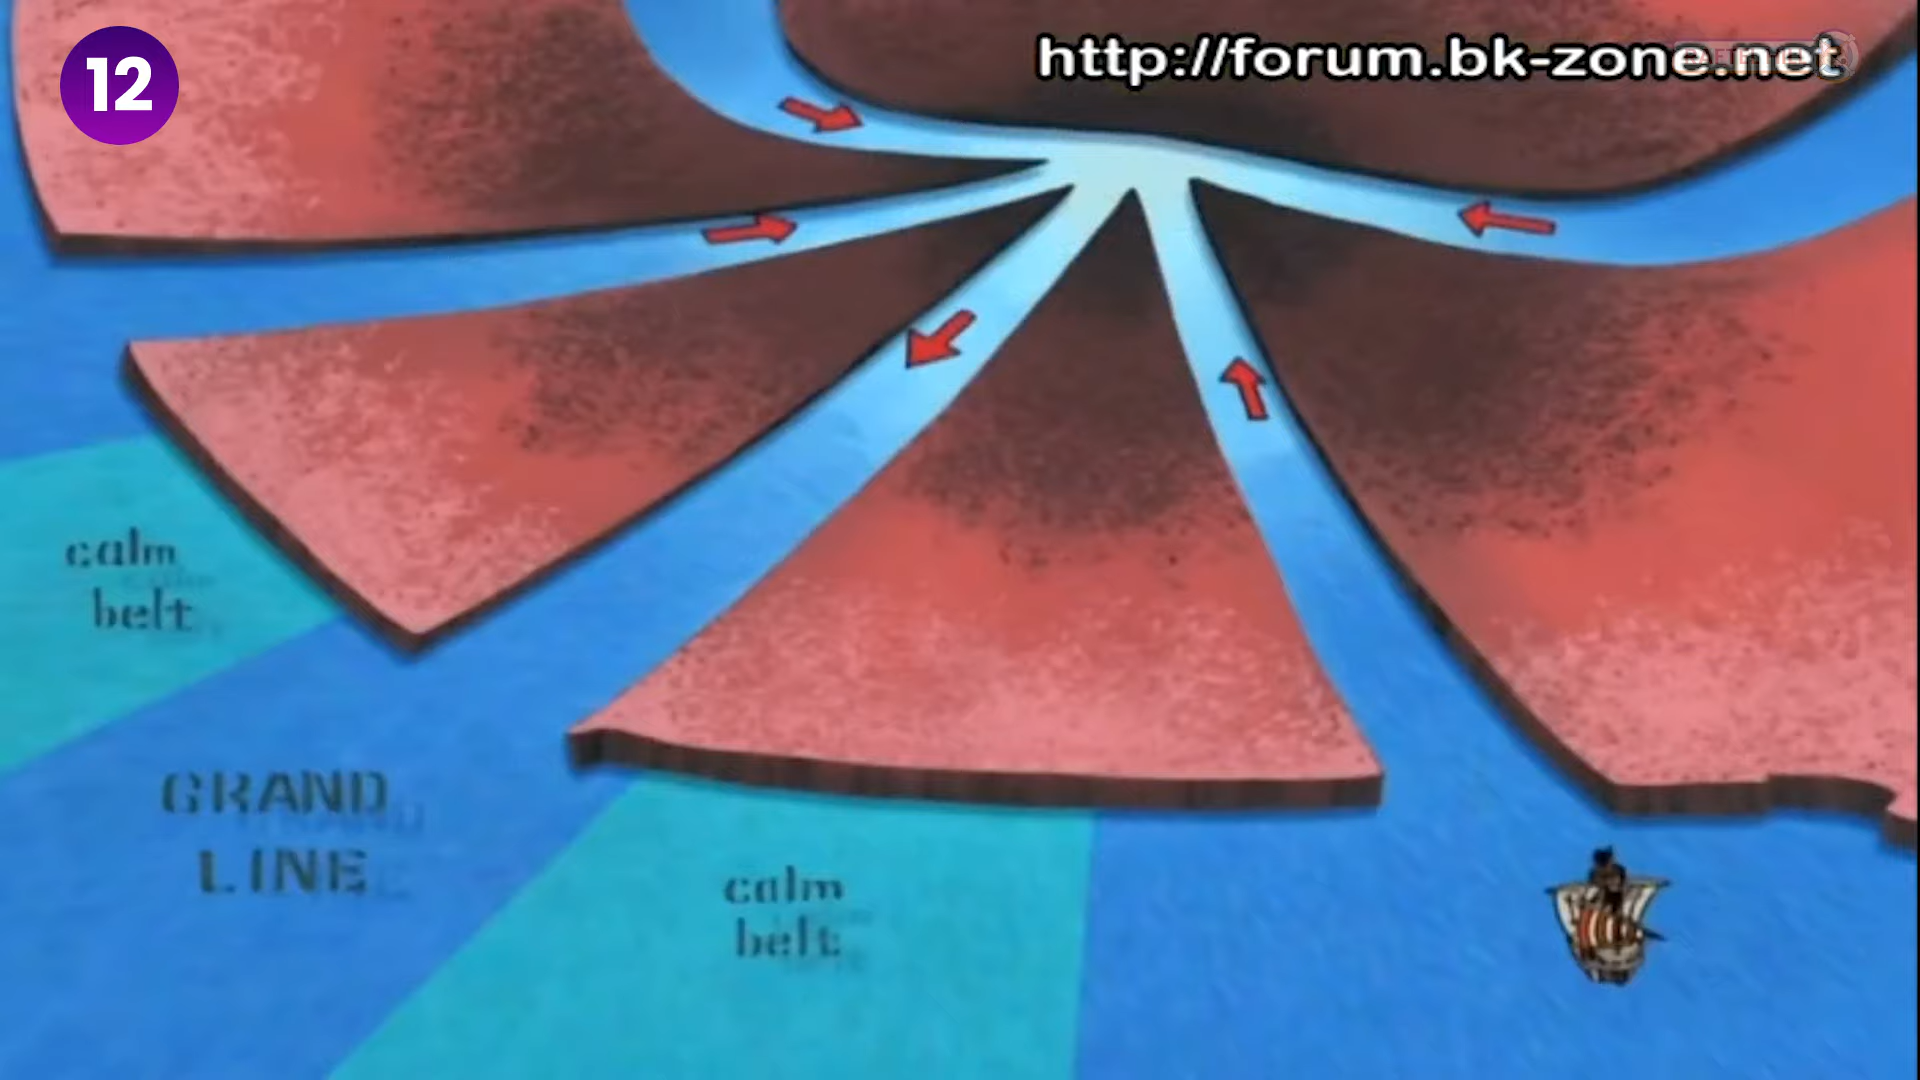 12
http://forum.bk-zone.net
calm
belt
GRAND
LINE
calm
belt